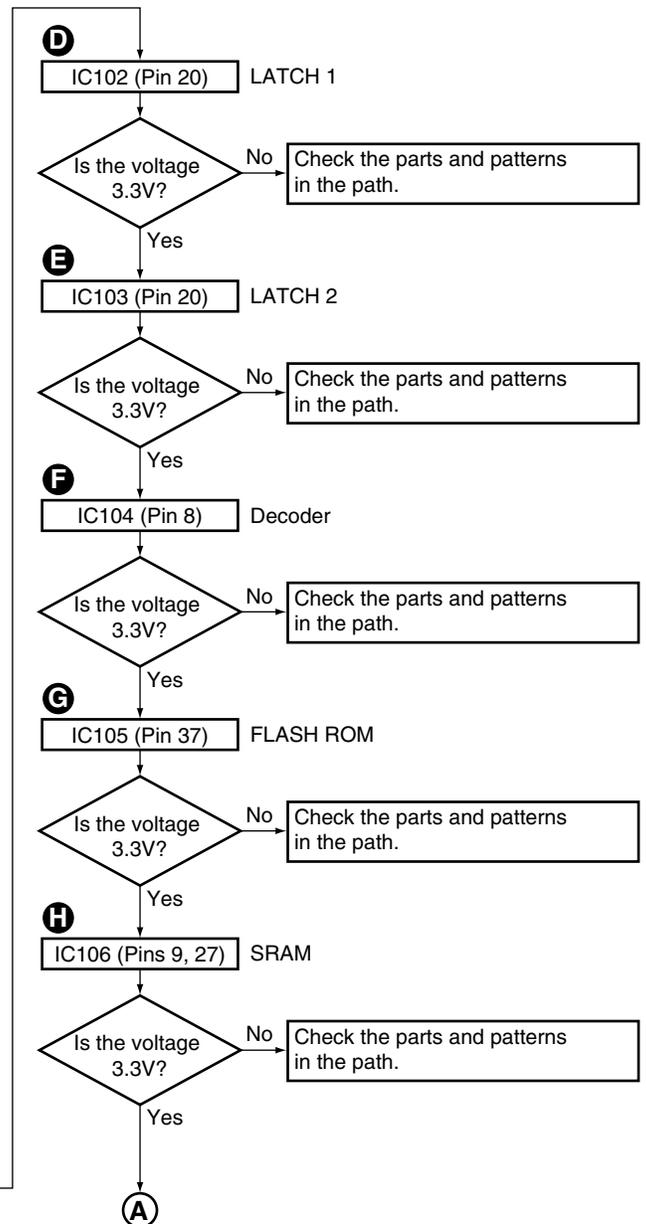 D
IC102 (Pin 20) LATCH 1
Is the voltage
3.3V?
No
Check the parts and patterns
in the path.
Yes
E
IC103 (Pin 20) LATCH 2
Is the voltage
3.3V?
No
Check the parts and patterns
in the path.
Yes
F
IC104 (Pin 8) Decoder
Is the voltage
3.3V?
No
Check the parts and patterns
in the path.
Yes
G
IC105 (Pin 37) FLASH ROM
Is the voltage
3.3V?
No
Check the parts and patterns
in the path.
Yes
H
IC106 (Pins 9, 27) SRAM
Is the voltage
3.3V?
No
Check the parts and patterns
in the path.
Yes
A